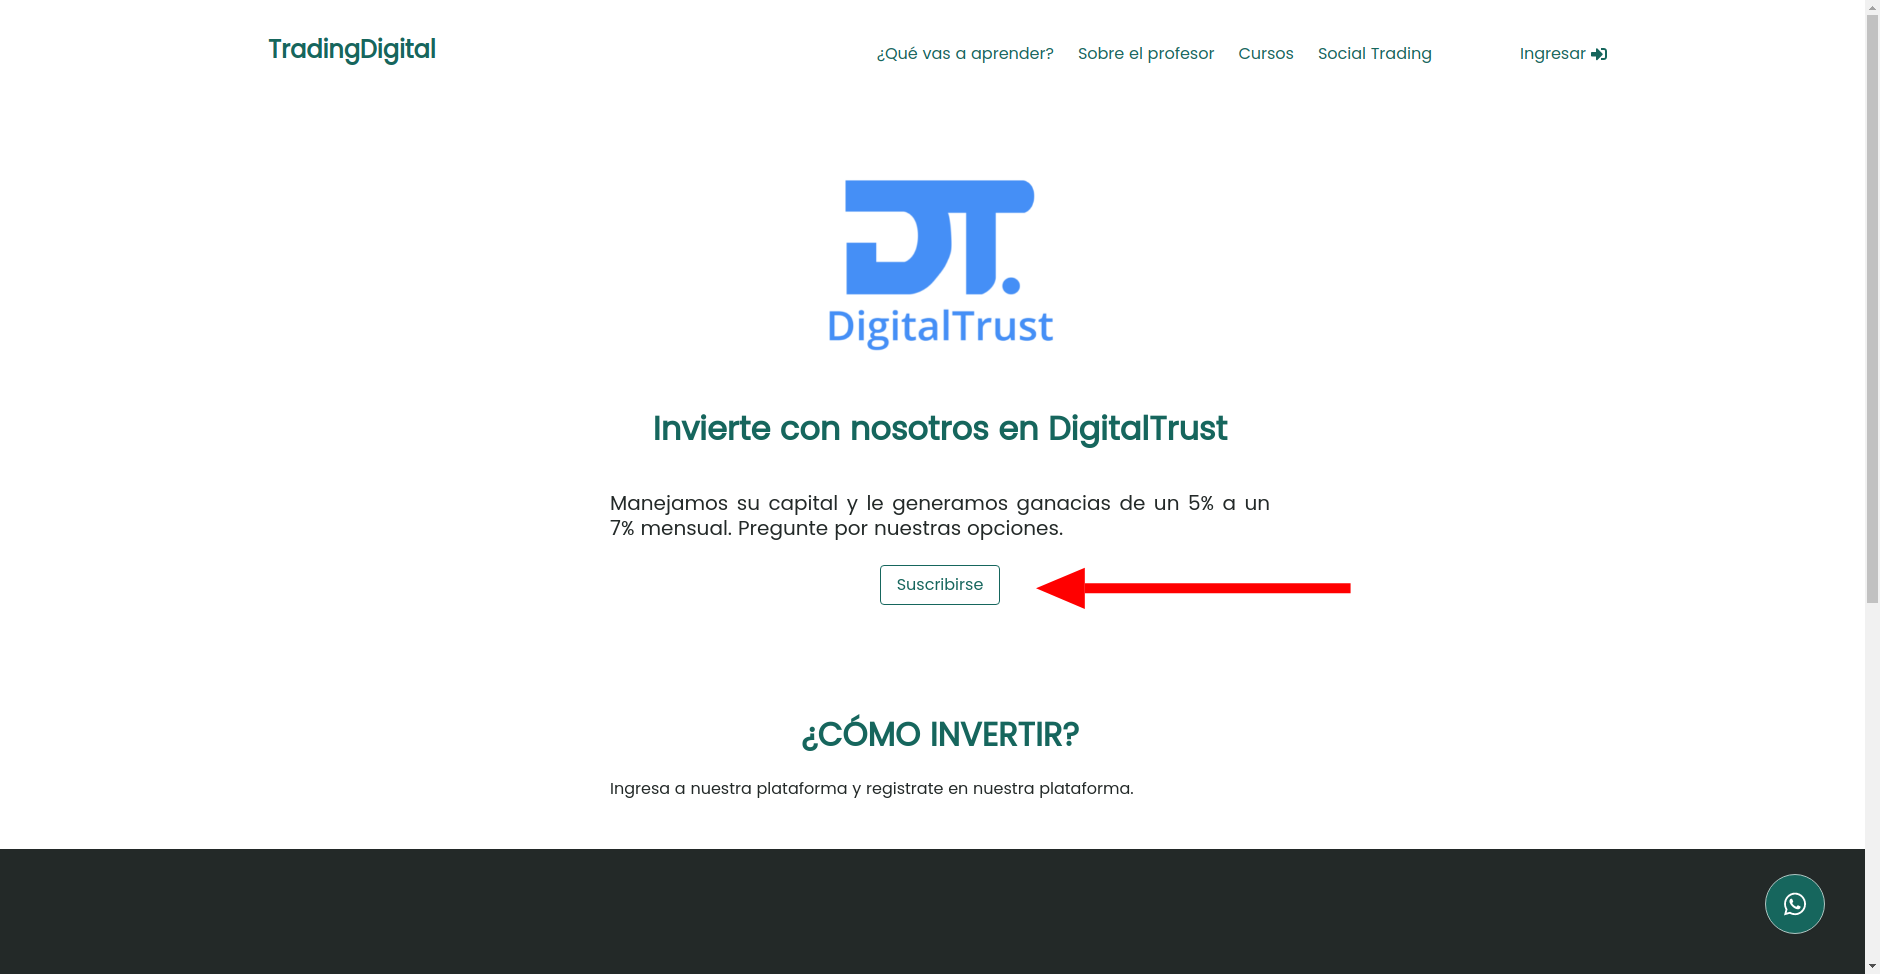 TradingDigital
¿Qué vas a aprender? Sobre el profesor Cursos Social Trading Ingresar
DT.
DigitalTrust
Invierte con nosotros en DigitalTrust
Manejamos su capital y le generamos ganacias de un 5% a un
7% mensual. Pregunte por nuestras opciones.
Suscribirse
¿CÓMO INVERTIR?
Ingresa a nuestra plataforma y registrate en nuestra plataforma.